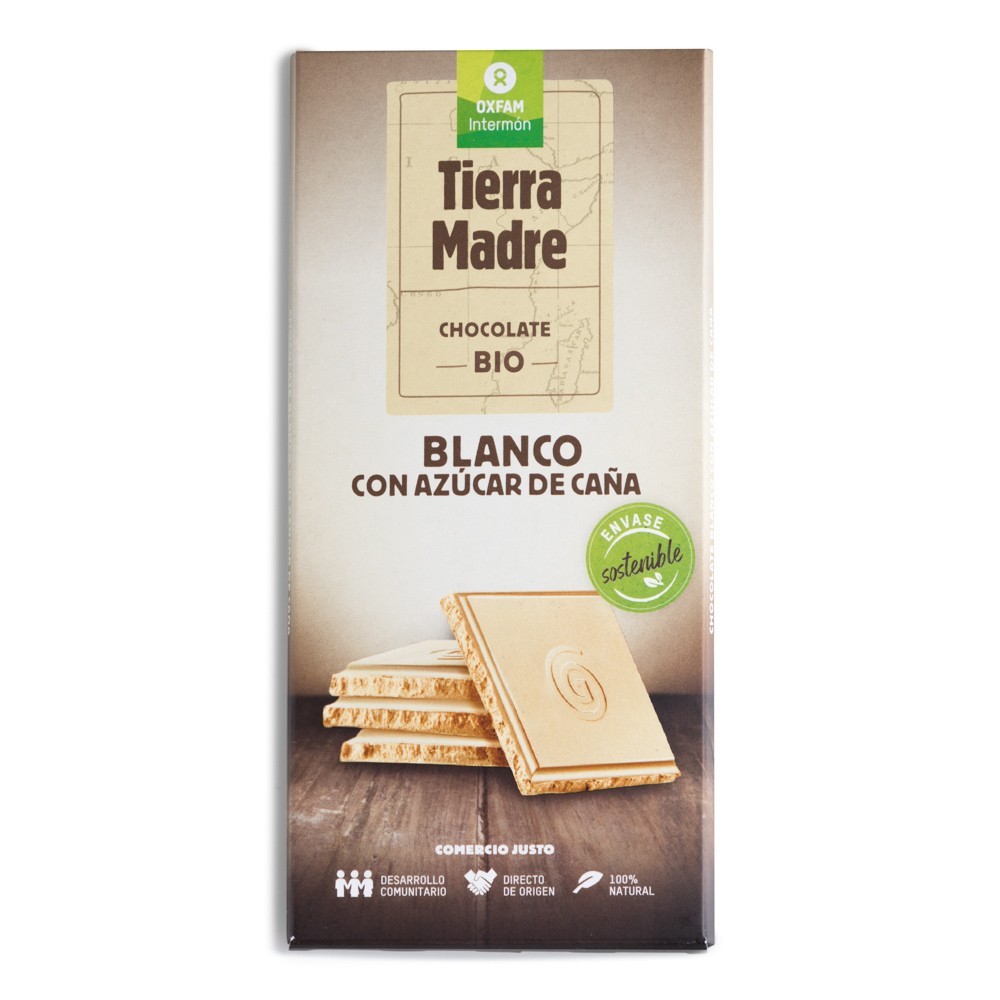 OXFAM
Intermón
Tierra
Madre
CHOCOLATE
BIO
BLANCO
CON AZÚCAR DE CAÑA
ENVASE
sostenible
COMERCIO JUSTO
DESARROLLO
COMUNITARIO
DIRECTO
DE ORIGEN
100%
NATURAL